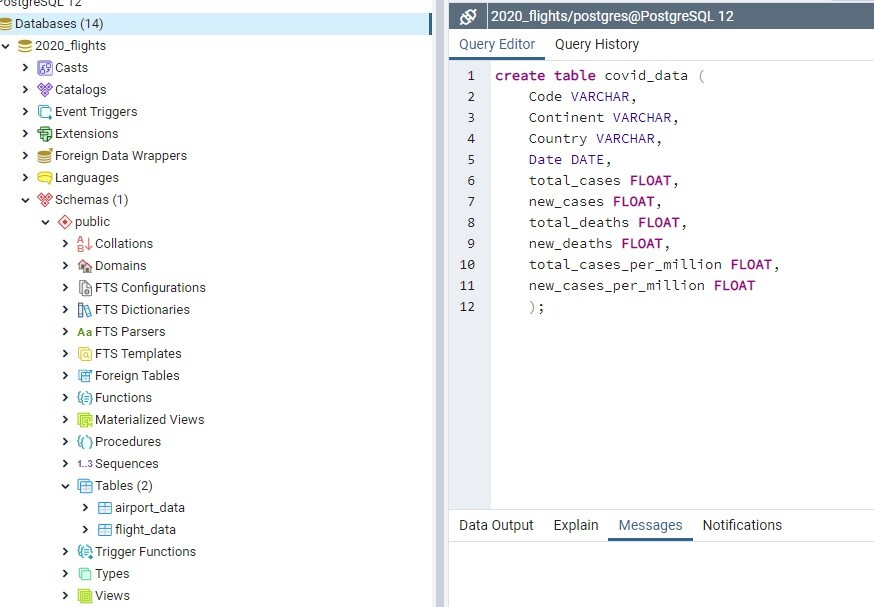 PostgreSQL 12
Databases (14)
2020_flights
Casts
Catalogs
Event Triggers
Extensions
Foreign Data Wrappers
Languages
Schemas (1)
public
Collations
Domains
FTS Configurations
FTS Dictionaries
Aa FTS Parsers
FTS Templates
Foreign Tables
Functions
Materialized Views
Procedures
1..3 Sequences
Tables (2)
airport_data
flight_data
Trigger Functions
Types
Views
2020_flights/postgres@PostgreSQL 12
Query Editor Query History
1 create table covid_data (
2 Code VARCHAR,
3 Continent VARCHAR,
4 Country VARCHAR,
5 Date DATE,
6 total_cases FLOAT,
7 new_cases FLOAT,
8 total_deaths FLOAT,
9 new_deaths FLOAT,
10 total_cases_per_million FLOAT,
11 new_cases_per_million FLOAT
12 );
Data Output Explain Messages Notifications